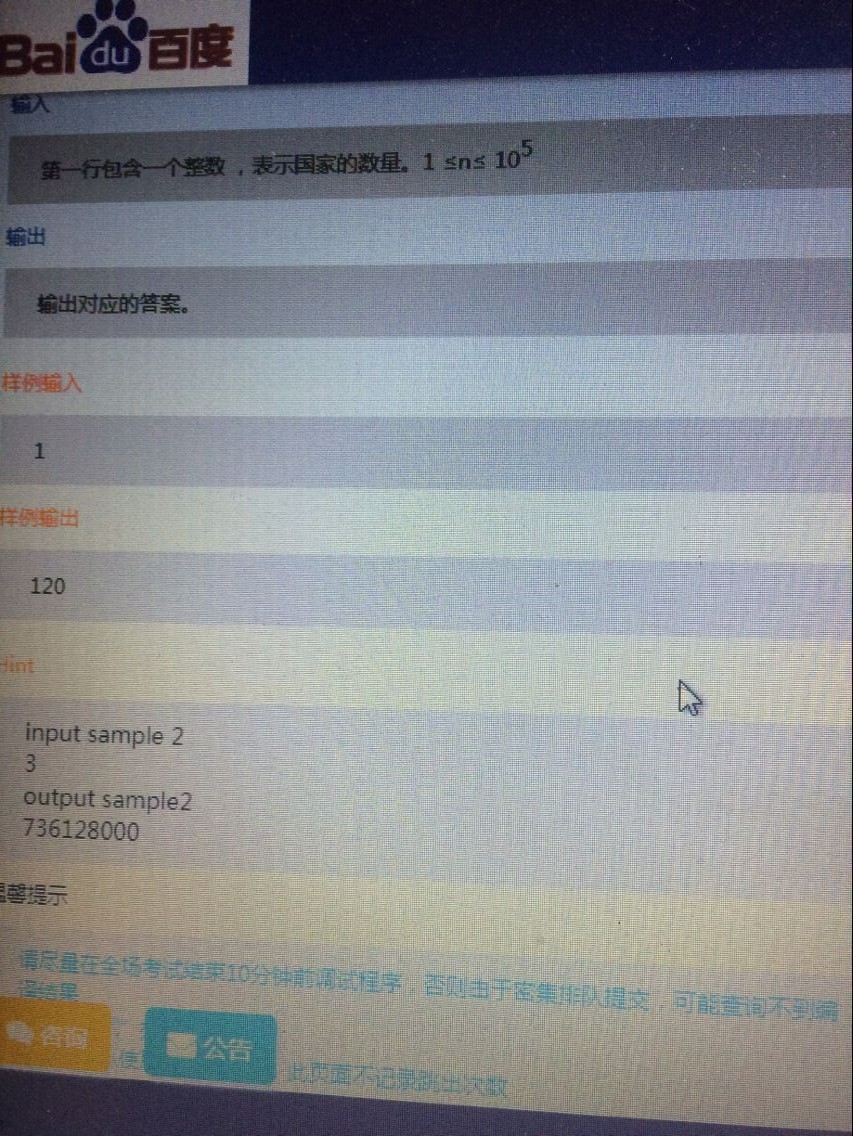 Bai du 百度
输入
第一行包含一个整数，表示国家的数量。1 ≤n≤ 10^5
输出
输出对应的答案。
样例输入
1
样例输出
120
Hint
input sample 2
3
output sample2
736128000
温馨提示
请尽量在全场考试结束10分钟前调试程序，否则由于密集排队提交，可能查询不到编
译结果
咨询
公告
此页面不记录跳出次数